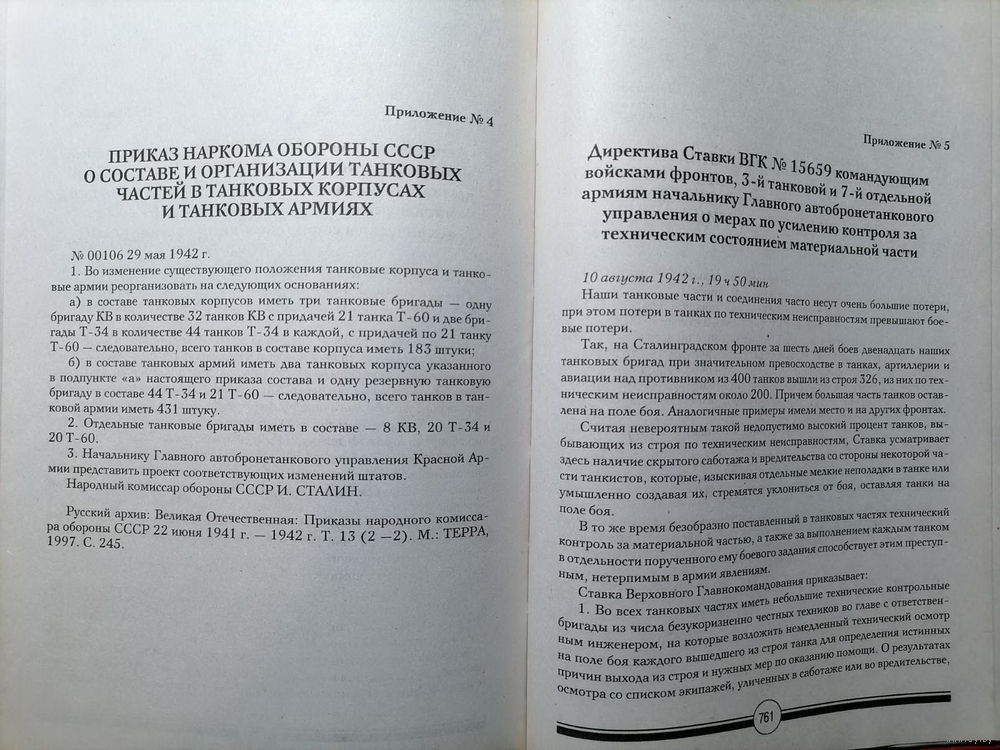 Приложение № 4
ПРИКАЗ НАРКОМА ОБОРОНЫ СССР
О СОСТАВЕ И ОРГАНИЗАЦИИ ТАНКОВЫХ
ЧАСТЕЙ В ТАНКОВЫХ КОРПУСАХ
И ТАНКОВЫХ АРМИЯХ
№ 00106 29 мая 1942 г.
1. Во изменение существующего положения танковые корпуса и танко-
вые армии реорганизовать на следующих основаниях:
а) в составе танковых корпусов иметь три танковые бригады — одну
бригаду КВ в количестве 32 танков КВ с придачей 21 танка Т-60 и две бри-
гады Т-34 в количестве 44 танков Т-34 в каждой, с придачей по 21 танку
Т-60 — следовательно, всего танков в составе корпуса иметь 183 штуки;
б) в составе танковых армий иметь два танковых корпуса указанного
в подпункте «а» настоящего приказа состава и одну резервную танковую
бригаду в составе 44 Т-34 и 21 Т-60 — следовательно, всего танков в тан-
ковой армии иметь 431 штуку.
2. Отдельные танковые бригады иметь в составе — 8 КВ, 20 Т-34 и
20 Т-60.
3. Начальнику Главного автобронетанкового управления Красной Ар-
мии представить проект соответствующих изменений штатов.
Народный комиссар обороны СССР И. СТАЛИН.
Русский архив: Великая Отечественная: Приказы народного комисса-
ра обороны СССР 22 июня 1941 г. — 1942 г. Т. 13 (2 —2). М.: ТЕРРА,
1997. С. 245.
Приложение № 5
Директива Ставки ВГК № 15659 командующим
войсками фронтов, 3-й танковой и 7-й отдельной
армиям начальнику Главного автобронетанкового
управления о мерах по усилению контроля за
техническим состоянием материальной части
10 августа 1942 г., 19 ч 50 мин
Наши танковые части и соединения часто несут очень большие потери,
при этом потери в танках по техническим неисправностям превышают бое-
вые потери.
Так, на Сталинградском фронте за шесть дней боев двенадцать наших
танковых бригад при значительном превосходстве в танках, артиллерии и
авиации над противником из 400 танков вышли из строя 326, из них по тех-
ническим неисправностям около 200. Причем большая часть танков остав-
лена на поле боя. Аналогичные примеры имели место и на других фронтах.
Считая невероятным такой недопустимо высокий процент танков, вы-
бывающих из строя по техническим неисправностям, Ставка усматривает
здесь наличие скрытого саботажа и вредительства со стороны некоторой ча-
сти танкистов, которые, изыскивая отдельные мелкие неполадки в танке или
умышленно создавая их, стремятся уклониться от боя, оставляя танки на
поле боя.
В то же время безобразно поставленный в танковых частях технический
контроль за материальной частью, а также за выполнением каждым танком
в отдельности порученного ему боевого задания способствует этим преступ-
ным, нетерпимым в армии явлениям.
Ставка Верховного Главнокомандования приказывает:
1. Во всех танковых частях иметь небольшие технические контрольные
бригады из числа безукоризненно честных техников во главе с ответствен-
ным инженером, на которые возложить немедленный технический осмотр
на поле боя каждого вышедшего из строя танка для определения истинных
причин выхода из строя и нужных мер по оказанию помощи. О результатах
осмотра со списком экипажей, уличенных в саботаже или во вредительстве,
761